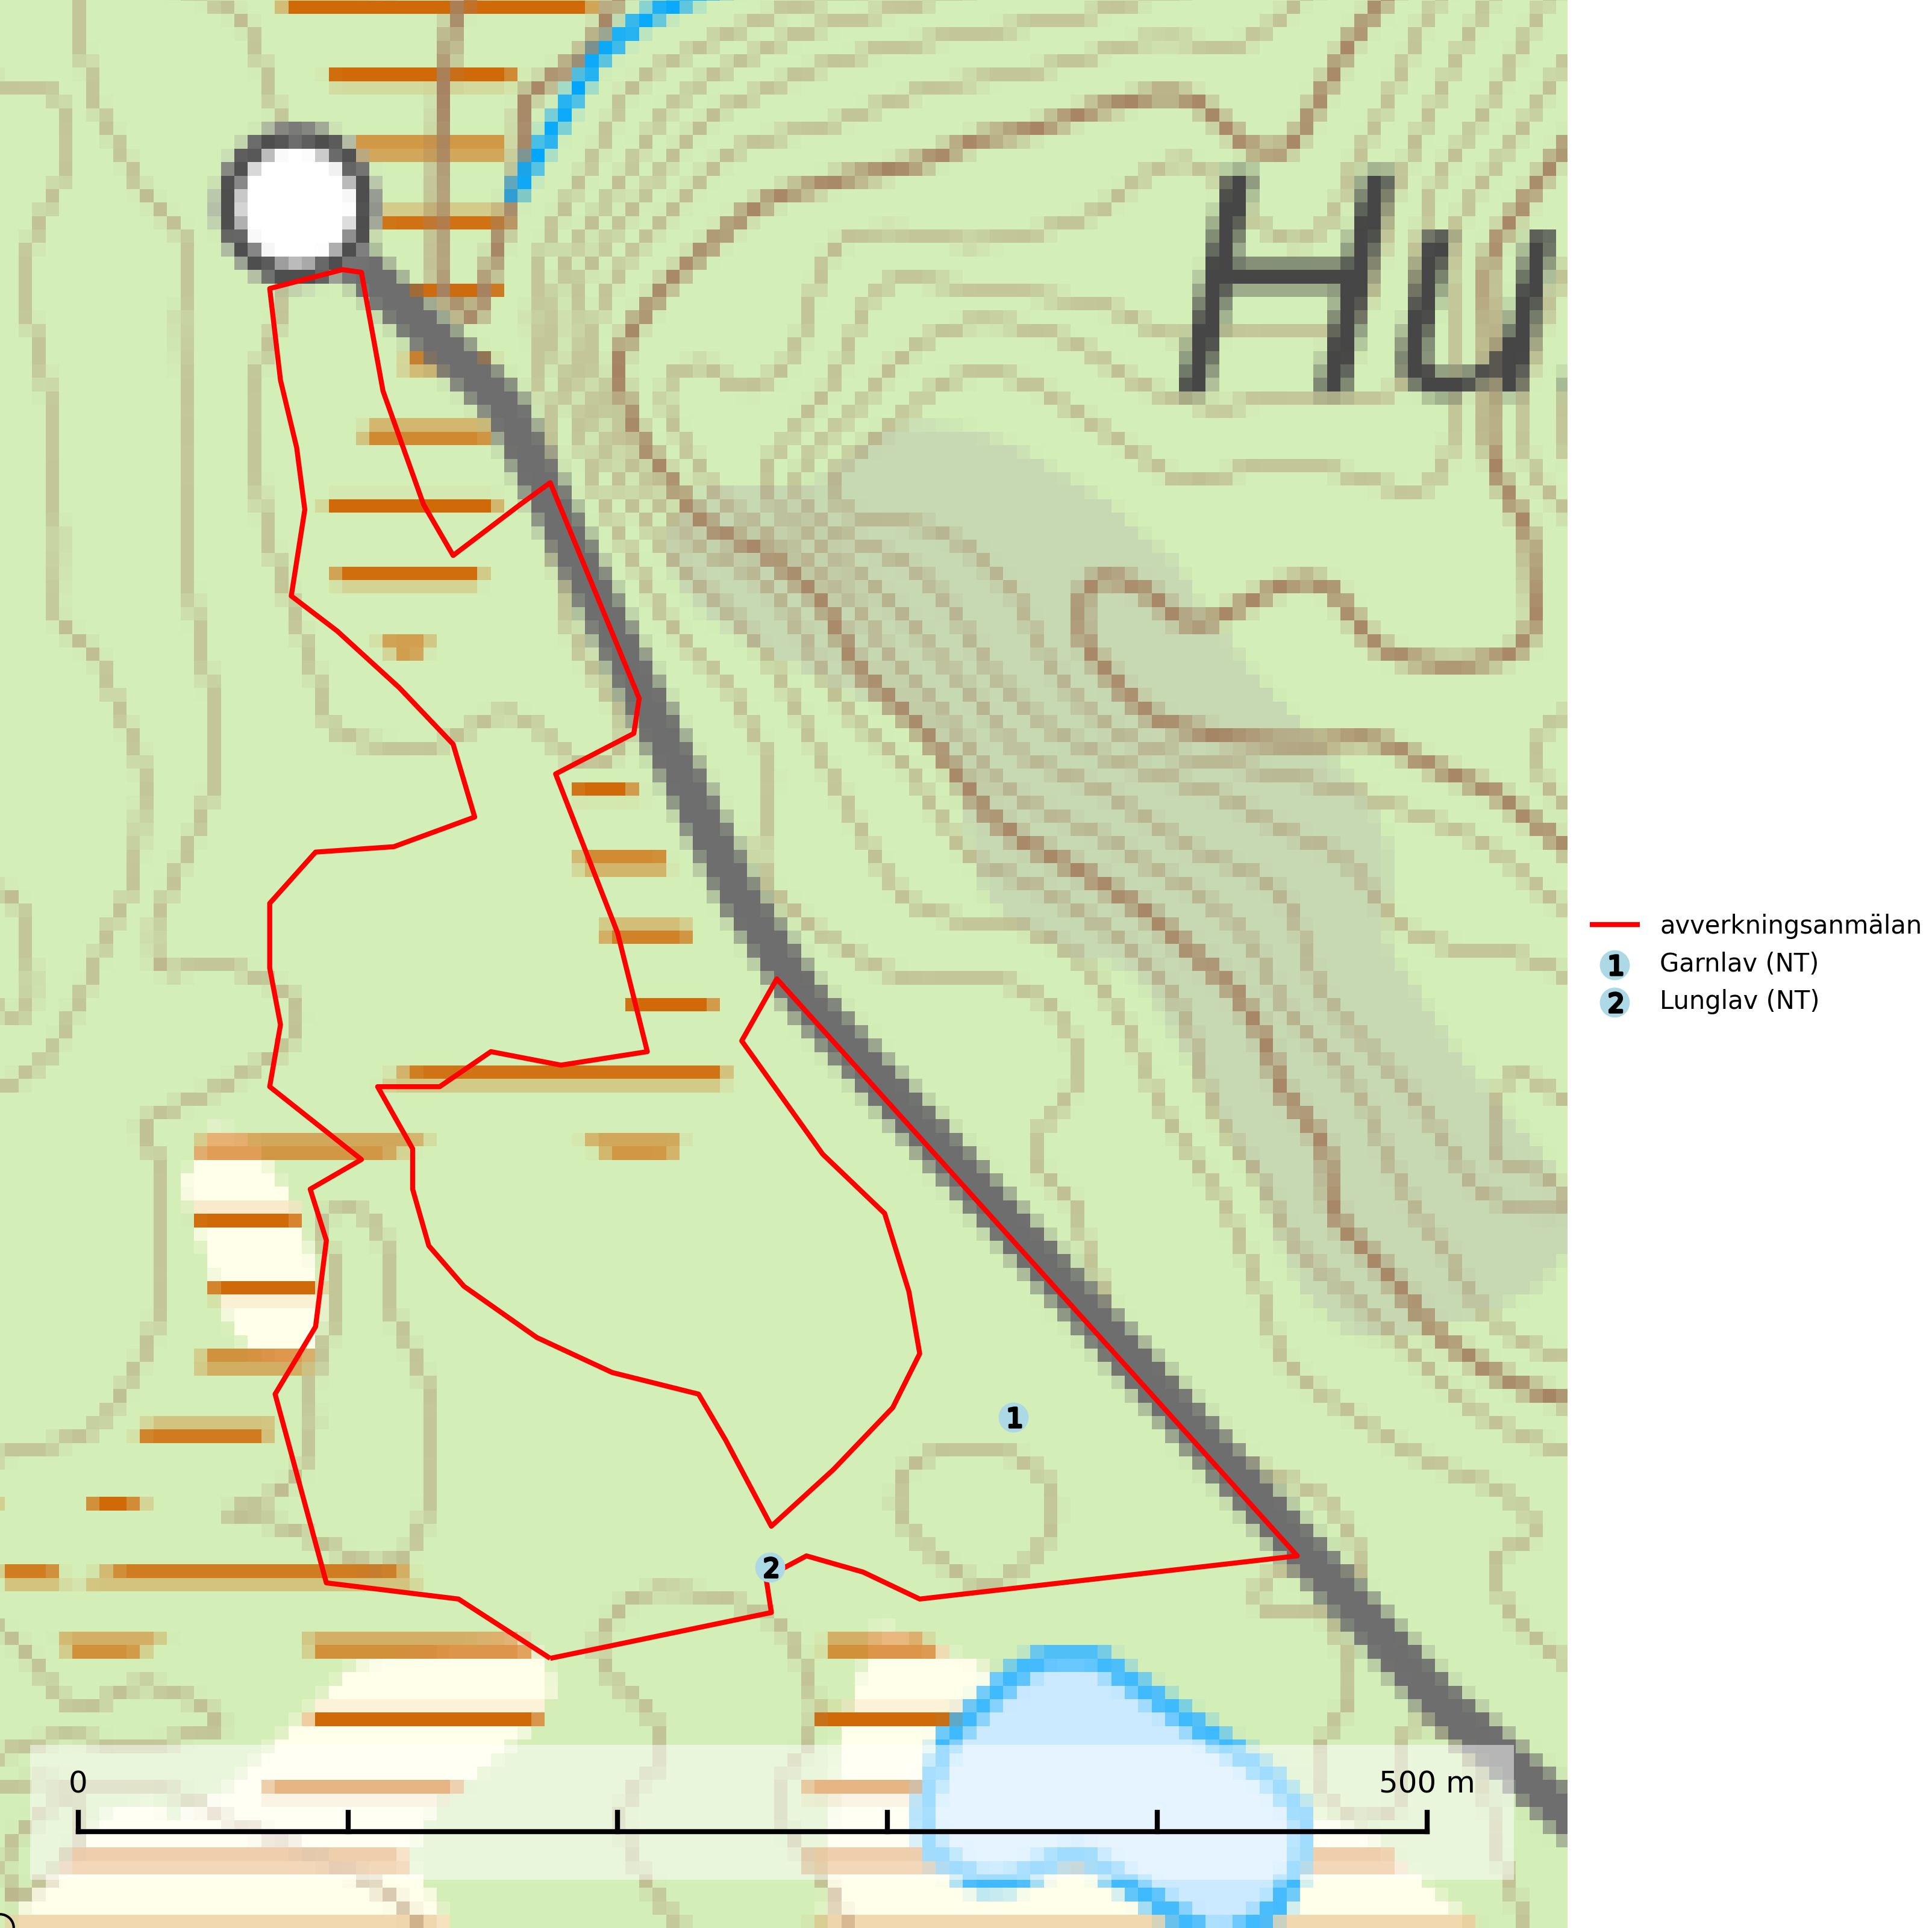 Hu
avverkningsanmälan
1 Garnlav (NT)
2 Lunglav (NT)
1
2
0 500 m